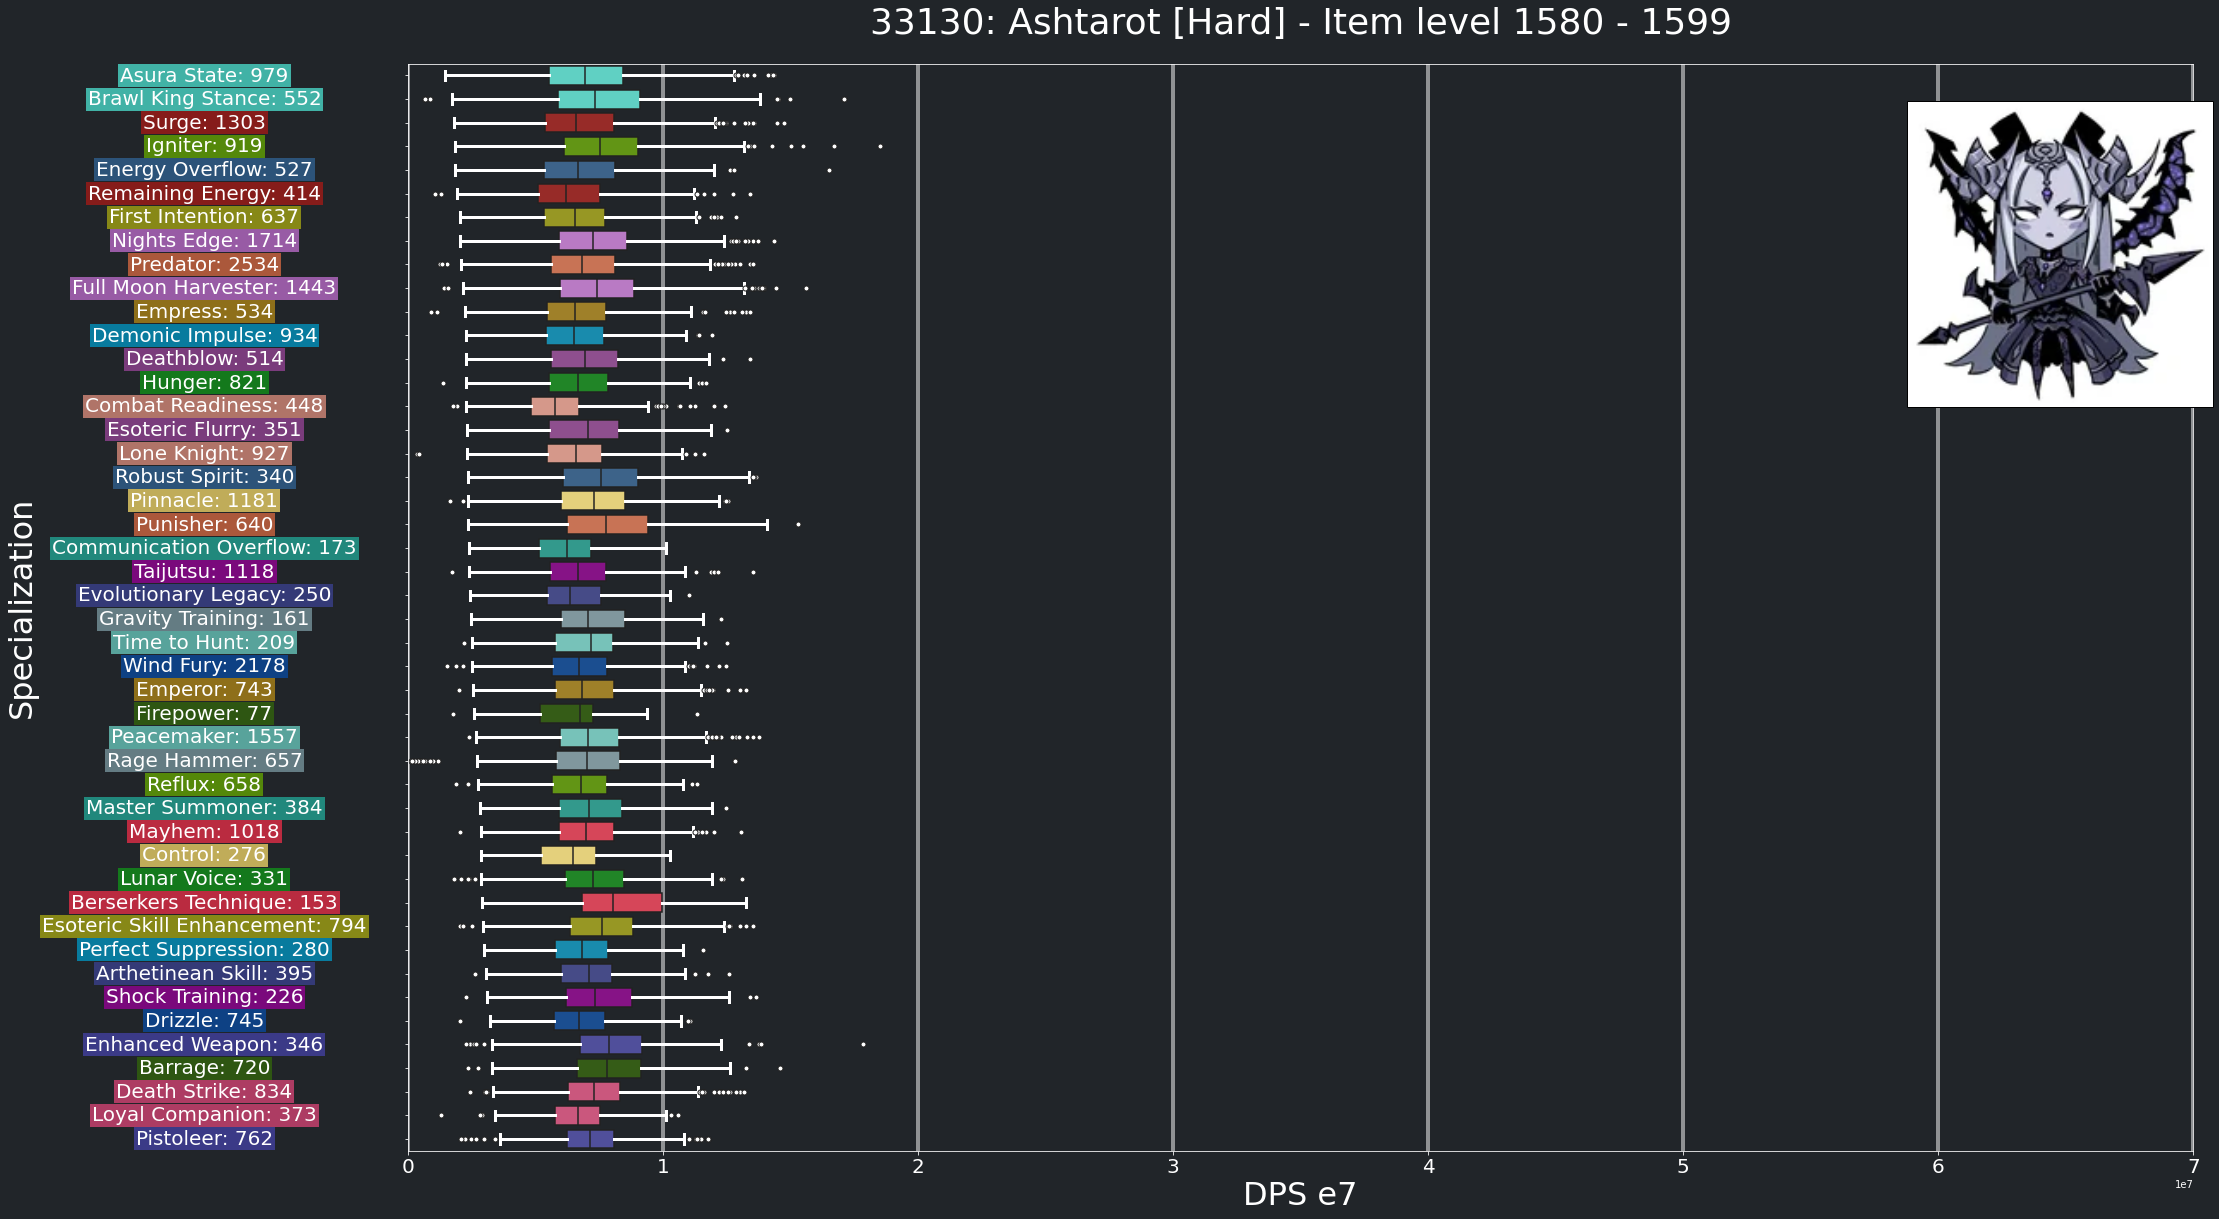 33130: Ashtarot [Hard] - Item level 1580 - 1599
Asura State: 979
Brawl King Stance: 552
Surge: 1303
Igniter: 919
Energy Overflow: 527
Remaining Energy: 414
First Intention: 637
Nights Edge: 1714
Predator: 2534
Full Moon Harvester: 1443
Empress: 534
Demonic Impulse: 934
Deathblow: 514
Hunger: 821
Combat Readiness: 448
Esoteric Flurry: 351
Lone Knight: 927
Robust Spirit: 340
Pinnacle: 1181
Punisher: 640
Communication Overflow: 173
Taijutsu: 1118
Evolutionary Legacy: 250
Gravity Training: 161
Time to Hunt: 209
Wind Fury: 2178
Emperor: 743
Firepower: 77
Peacemaker: 1557
Rage Hammer: 657
Reflux: 658
Master Summoner: 384
Mayhem: 1018
Control: 276
Lunar Voice: 331
Berserkers Technique: 153
Esoteric Skill Enhancement: 794
Perfect Suppression: 280
Arthetinean Skill: 395
Shock Training: 226
Drizzle: 745
Enhanced Weapon: 346
Barrage: 720
Death Strike: 834
Loyal Companion: 373
Pistoleer: 762
Specialization
0 1 2 3 4 5 6 7
1e7
DPS e7